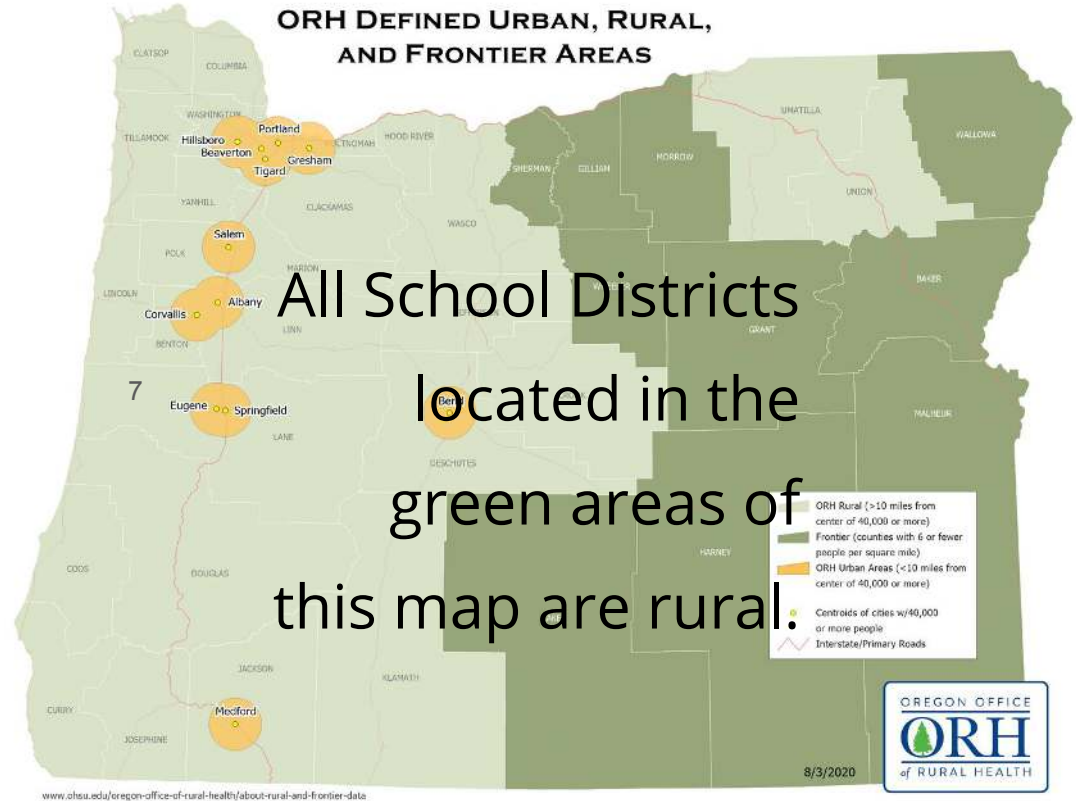 ORH DEFINED URBAN, RURAL,
AND FRONTIER AREAS
CLATSOP
COLUMBIA
WASHINGTON
TILLAMOOK
Hillsboro
Portland
Beaverton
Tigard
Gresham
HOOD RIVER
SHERMAN
GILLIAM
MORROW
UMATILLA
WALLOWA
UNION
YAMHILL
CLACKAMAS
WASCO
Salem
POLK
MARION
All School Districts
LINCOLN
Albany
Corvallis
LINN
BENTON
BAKER
GRANT
7
located in the
Eugene
Springfield
Bend
LANE
MALHEUR
DESCHUTES
green areas of
HARNEY
COOS
DOUGLAS
this map are rural.
ORH Rural (>10 miles from
center of 40,000 or more)
Frontier (counties with 6 or fewer
people per square mile)
ORH Urban Areas (<10 miles from
center of 40,000 or more)
Centroids of cities w/40,000
or more people
Interstate/Primary Roads
JACKSON
KLAMATH
CURRY
Medford
JOSEPHINE
OREGON OFFICE
ORH
of RURAL HEALTH
8/3/2020
www.ohsu.edu/oregon-office-of-rural-health/about-rural-and-frontier-data